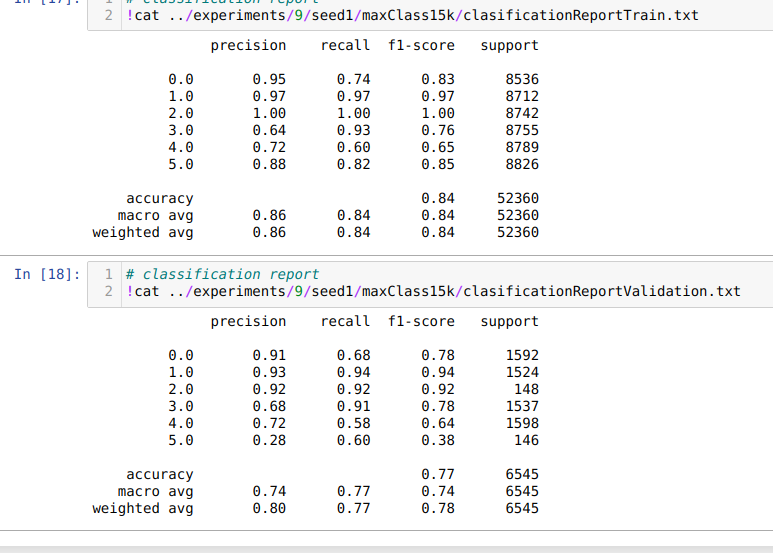 In [17]: 1 # classification report
2 !cat ../experiments/9/seed1/maxClass15k/clasificationReportTrain.txt
precision recall f1-score support
0.0 0.95 0.74 0.83 8536
1.0 0.97 0.97 0.97 8712
2.0 1.00 1.00 1.00 8742
3.0 0.64 0.93 0.76 8755
4.0 0.72 0.60 0.65 8789
5.0 0.88 0.82 0.85 8826
accuracy 0.84 52360
macro avg 0.86 0.84 0.84 52360
weighted avg 0.86 0.84 0.84 52360
In [18]: 1 # classification report
2 !cat ../experiments/9/seed1/maxClass15k/clasificationReportValidation.txt
precision recall f1-score support
0.0 0.91 0.68 0.78 1592
1.0 0.93 0.94 0.94 1524
2.0 0.92 0.92 0.92 148
3.0 0.68 0.91 0.78 1537
4.0 0.72 0.58 0.64 1598
5.0 0.28 0.60 0.38 146
accuracy 0.77 6545
macro avg 0.74 0.77 0.74 6545
weighted avg 0.80 0.77 0.78 6545